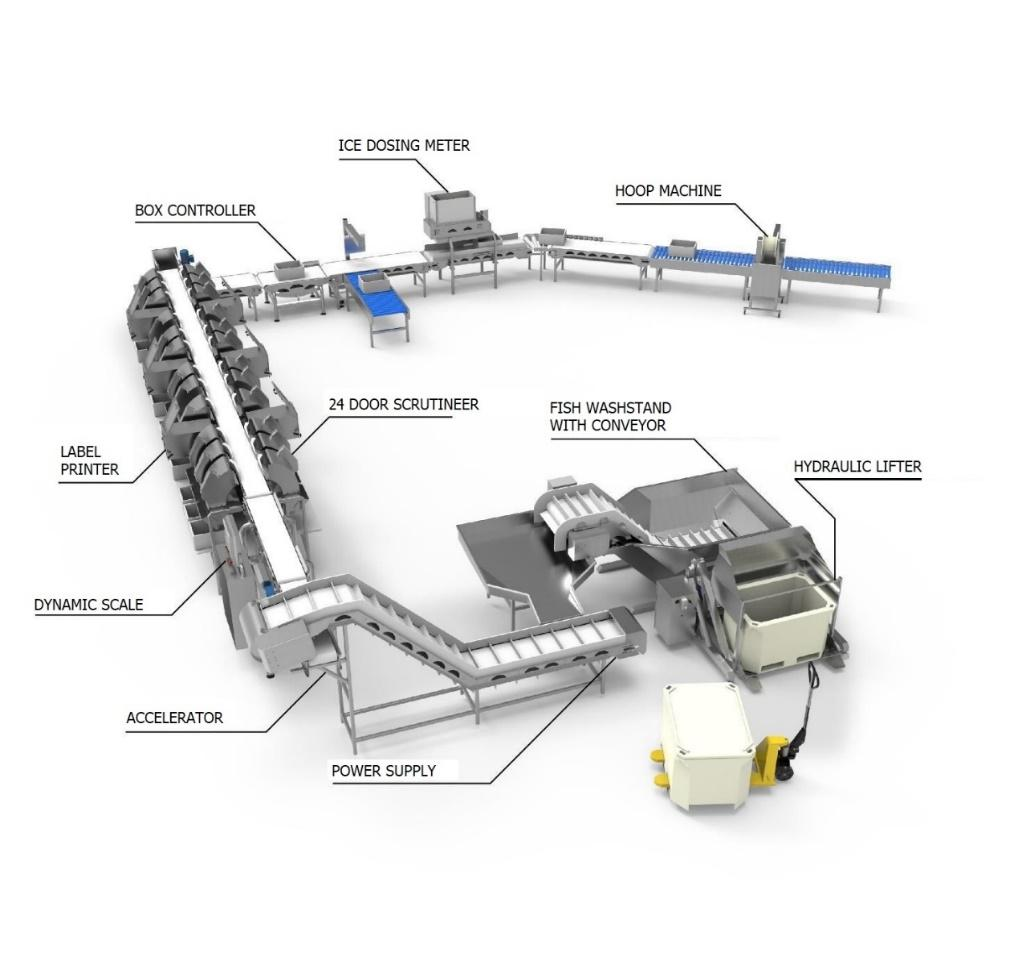 ICE DOSING METER
HOOP MACHINE
BOX CONTROLLER
24 DOOR SCRUTINEER
FISH WASHSTAND
WITH CONVEYOR
LABEL
PRINTER
HYDRAULIC LIFTER
DYNAMIC SCALE
ACCELERATOR
POWER SUPPLY